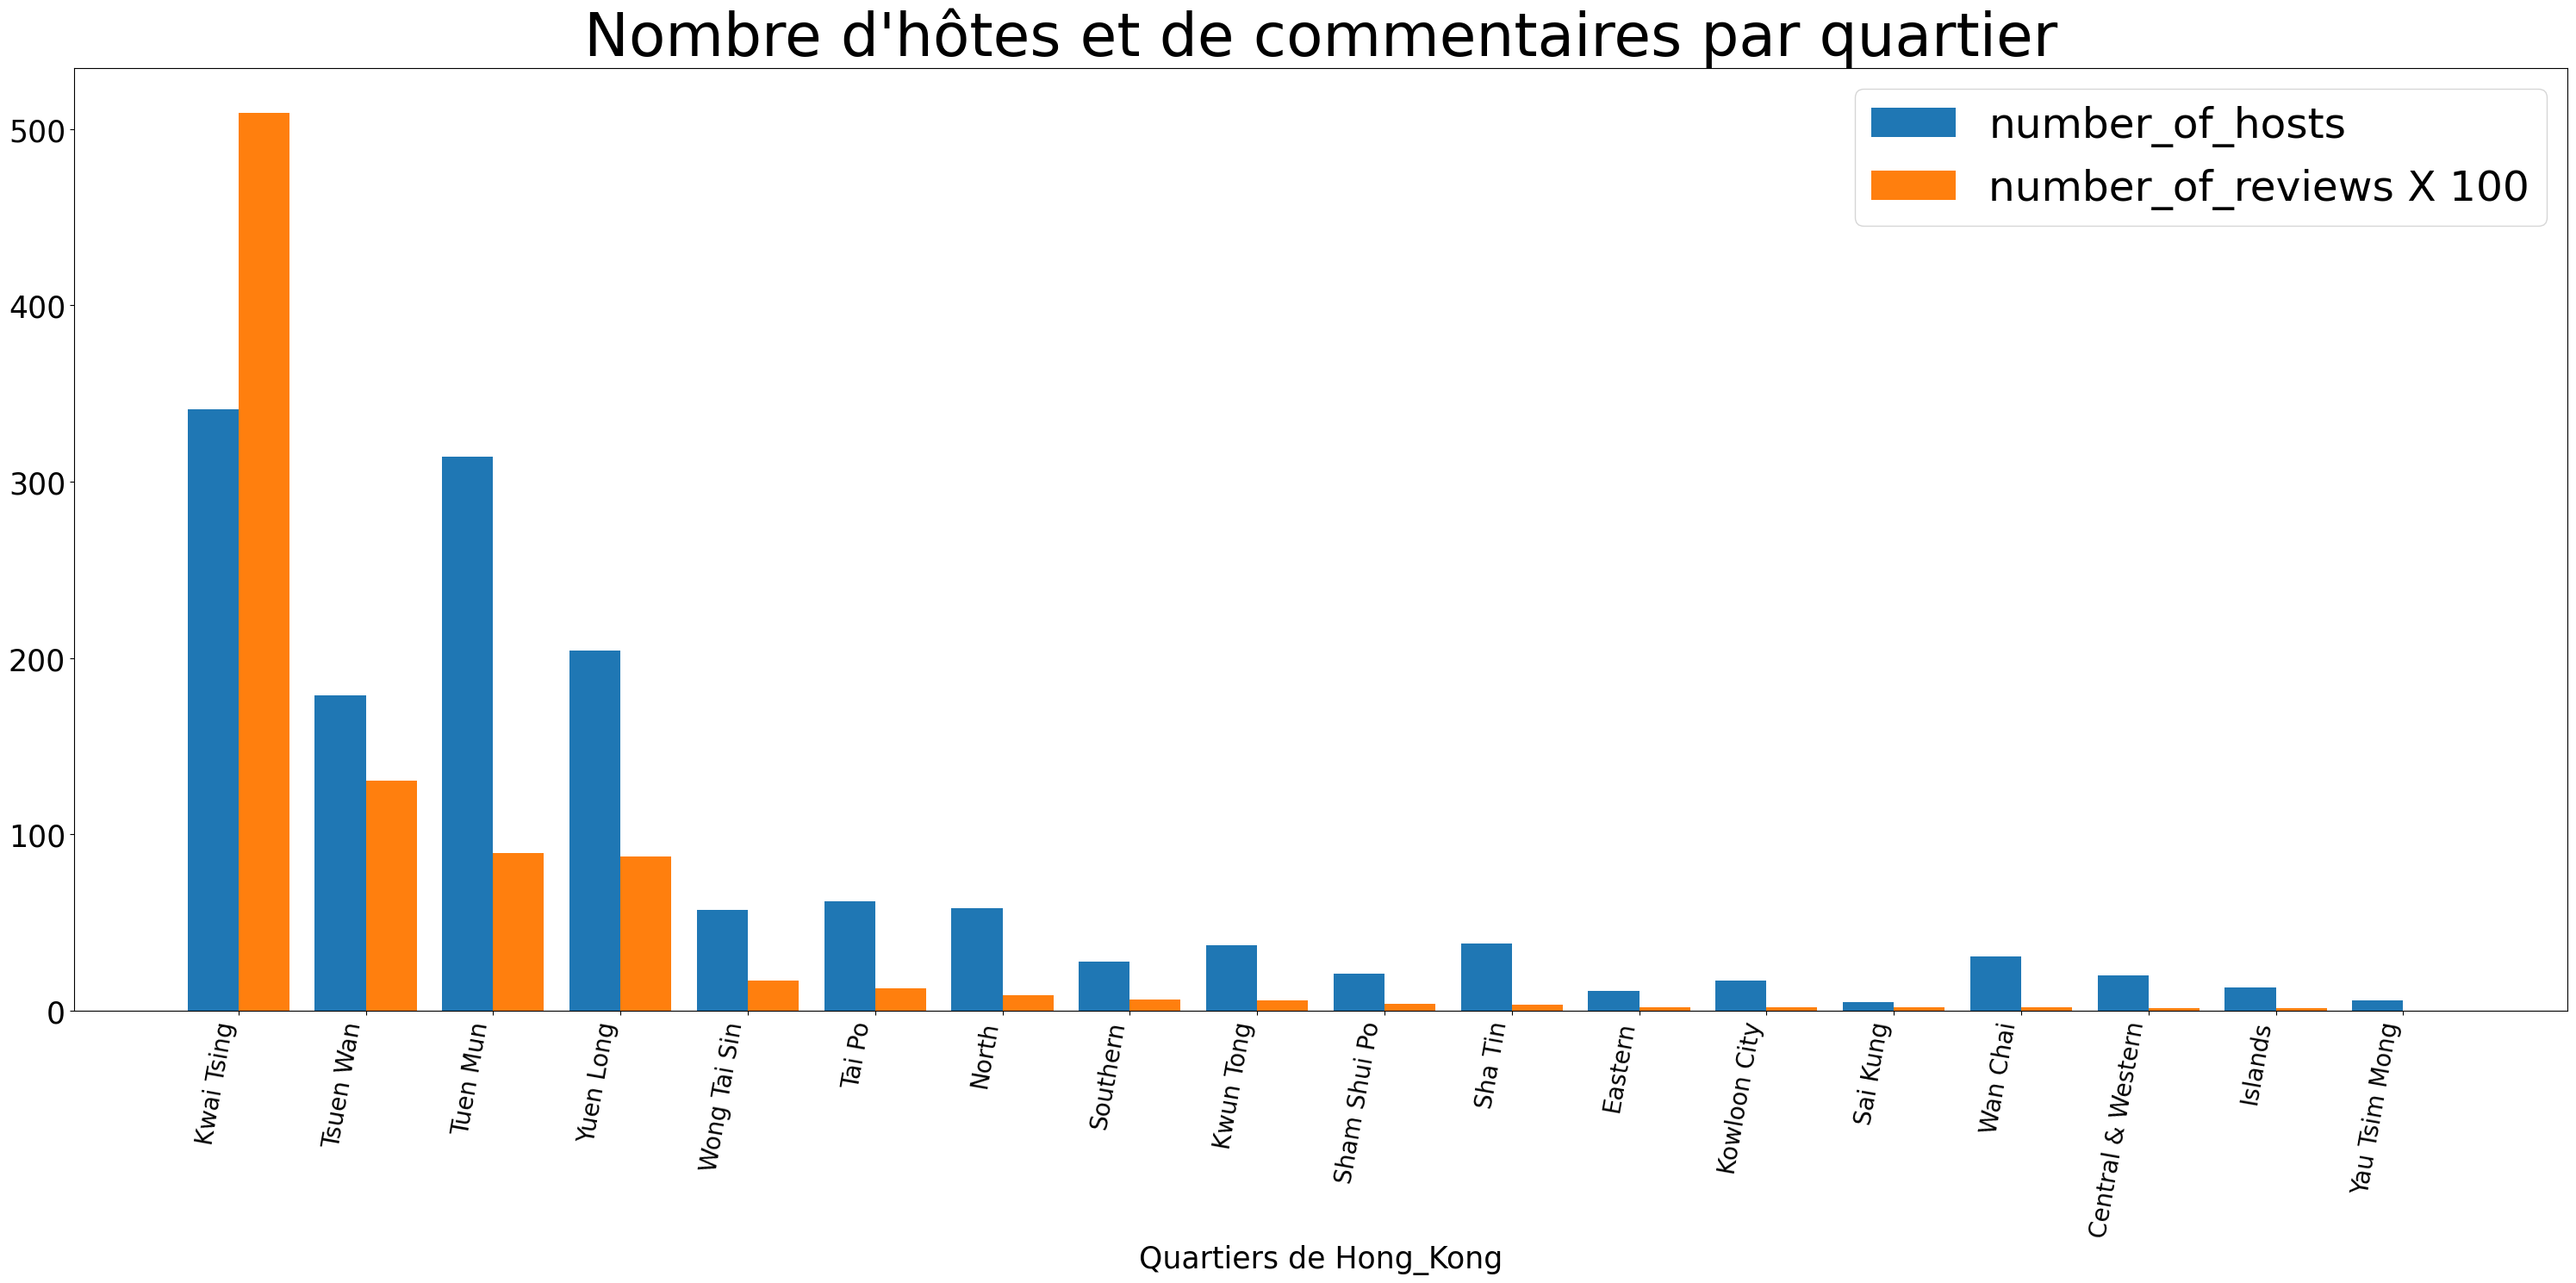 Nombre d'hôtes et de commentaires par quartier
number_of_hosts
number_of_reviews X 100
500
400
300
200
100
0
Kwai Tsing
Tsuen Wan
Tuen Mun
Yuen Long
Wong Tai Sin
Tai Po
North
Southern
Kwun Tong
Sham Shui Po
Sha Tin
Eastern
Kowloon City
Sai Kung
Wan Chai
Central & Western
Islands
Yau Tsim Mong
Quartiers de Hong_Kong